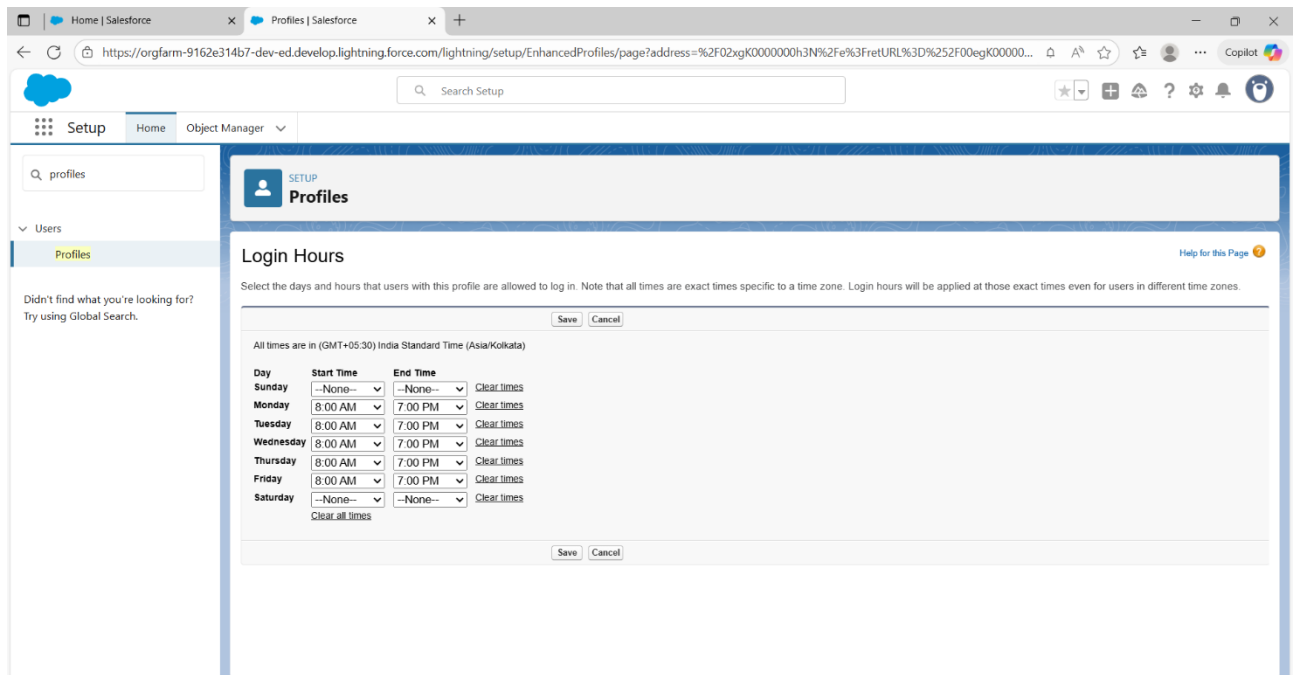 Home | Salesforce
Profiles | Salesforce
https://orgfarm-9162e314b7-dev-ed.develop.lightning.force.com/lightning/setup/EnhancedProfiles/page?address=%2F02xgK0000000h3N%2Fe%3FretURL%3D%252F00egK00000...
Copilot
Search Setup
Setup Home Object Manager
profiles
Users
Profiles
Didn't find what you're looking for?
Try using Global Search.
SETUP
Profiles
Login Hours
Help for this Page
Select the days and hours that users with this profile are allowed to log in. Note that all times are exact times specific to a time zone. Login hours will be applied at those exact times even for users in different time zones.
Save Cancel
All times are in (GMT+05:30) India Standard Time (Asia/Kolkata)
Day Start Time End Time
Sunday --None-- --None-- Clear times
Monday 8:00 AM 7:00 PM Clear times
Tuesday 8:00 AM 7:00 PM Clear times
Wednesday 8:00 AM 7:00 PM Clear times
Thursday 8:00 AM 7:00 PM Clear times
Friday 8:00 AM 7:00 PM Clear times
Saturday --None-- --None-- Clear times
Clear all times
Save Cancel